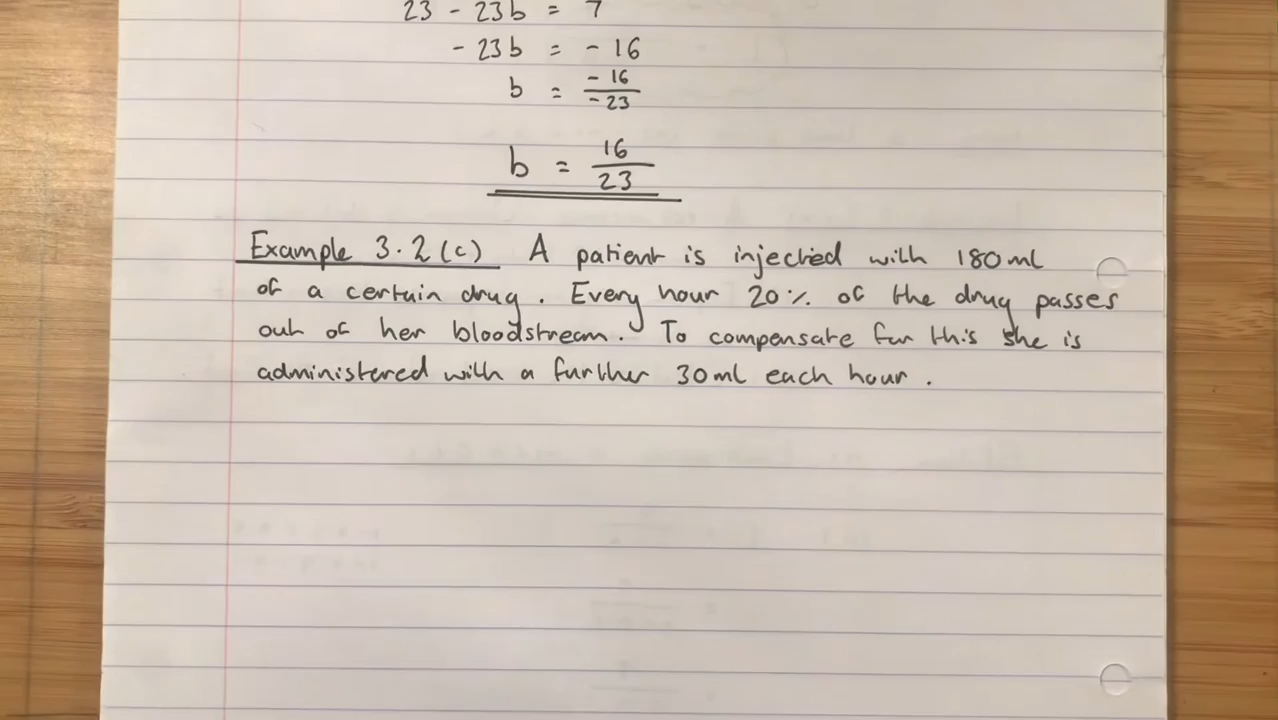 23 - 23b = 7
- 23b = - 16
b = -16/-23
b = 16/23
Example 3.2 (c) A patient is injected with 180ml
of a certain drug. Every hour 20% of the drug passes
out of her bloodstream. To compensate for this she is
administered with a further 30ml each hour.